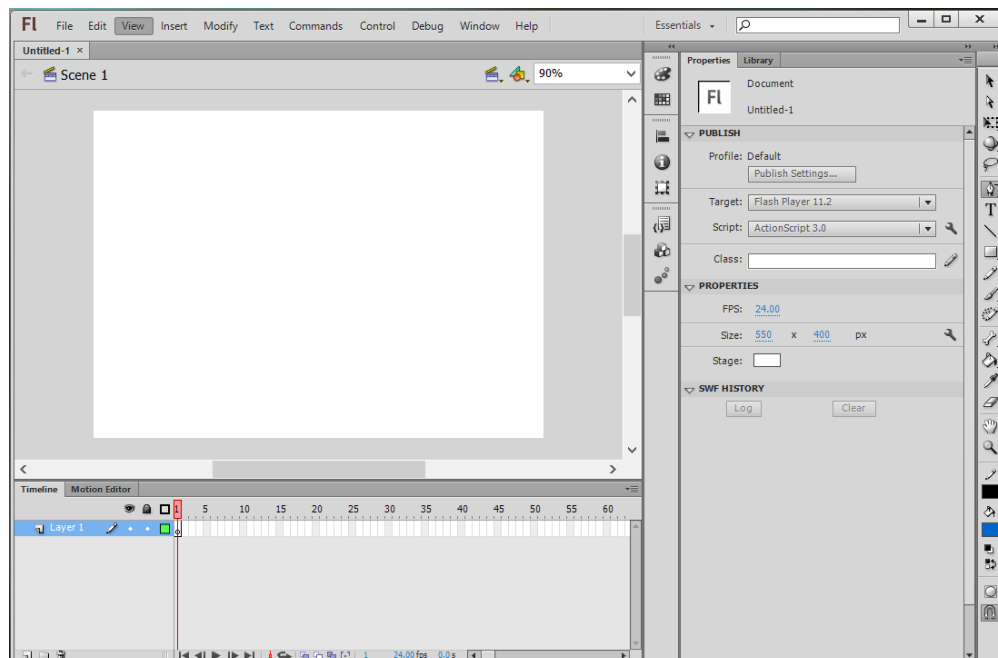 Fl File Edit View Insert Modify Text Commands Control Debug Window Help Essentials
Untitled-1 ×
Scene 1 90%
Properties Library
Fl Document
Untitled-1
PUBLISH
Profile: Default
Publish Settings...
Target: Flash Player 11.2
Script: ActionScript 3.0
Class:
PROPERTIES
FPS: 24.00
Size: 550 x 400 px
Stage:
SWF HISTORY
Log Clear
T
Timeline Motion Editor
1 5 10 15 20 25 30 35 40 45 50 55 60
Layer 1
1 24.00 fps 0.0 s